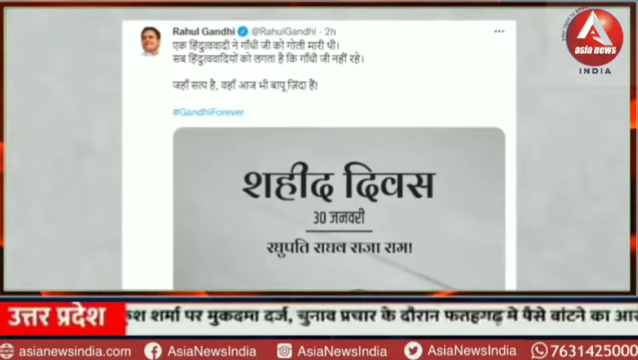 Rahul Gandhi @RahulGandhi · 2h
एक हिंदुत्ववादी ने गाँधी जी को गोली मारी थी।
सब हिंदुत्ववादियों को लगता है कि गाँधी जी नहीं रहे।
जहाँ सत्य है, वहाँ आज भी बापू ज़िंदा हैं!
#GandhiForever
शहीद दिवस
30 जनवरी
रघुपति राघव राजा राम!
asia news
INDIA
उत्तर प्रदेश
शर्मा पर मुकदमा दर्ज, चुनाव प्रचार के दौरान फतहगढ़ मे पैसे बांटने का
asianewsindia.com AsiaNewsIndia AsiaNewsIndia AsiaNewsIndia 7631425000